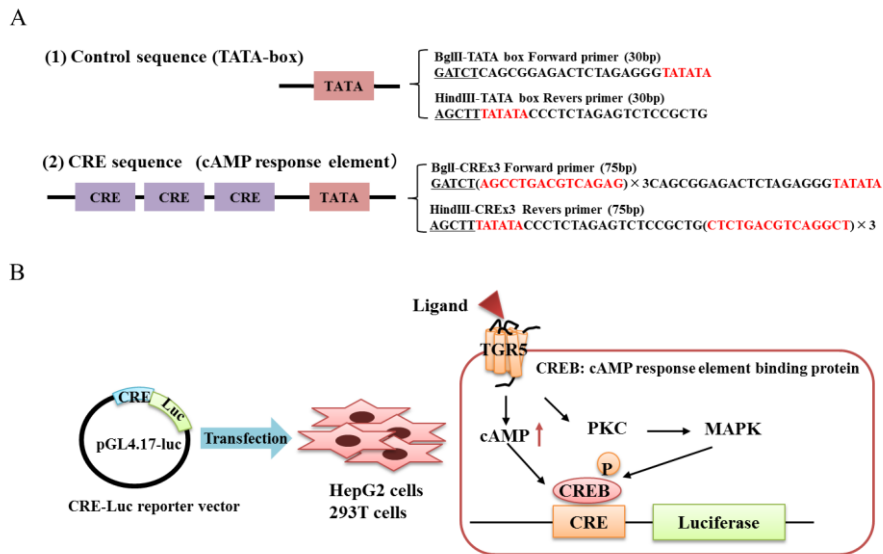 A
(1) Control sequence (TATA-box)
TATA
BglII-TATA box Forward primer (30bp)
GATCTCAGCGGAGACTCTAGAGGGTATATA
HindIII-TATA box Revers primer (30bp)
AGCTTTATATACCCTCTAGAGTCTCCGCTG
(2) CRE sequence (cAMP response element)
CRE CRE CRE TATA
BglI-CREx3 Forward primer (75bp)
GATCT(AGCCTGACGTCAGAG)×3CAGCGGAGACTCTAGAGGGTATATA
HindIII-CREx3 Revers primer (75bp)
AGCTTTATATACCCTCTAGAGTCTCCGCTG(CTCTGACGTCAGGCT)×3
B
CRE Luc
pGL4.17-luc
CRE-Luc reporter vector
Transfection
HepG2 cells
293T cells
Ligand
TGR5
CREB: cAMP response element binding protein
cAMP PKC MAPK
P
CREB
CRE Luciferase